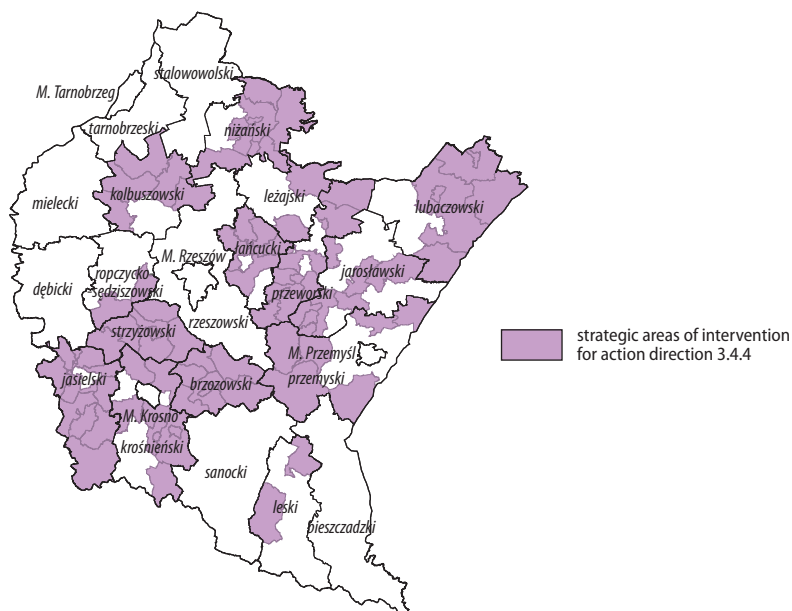 stalowowolski
M. Tarnobrzeg
tarnobrzeski
niżański
kolbuszowski
leżajski
lubaczowski
mielecki
łańcucki
M. Rzeszów
jarosławski
ropczycko-
sędziszowski
dębicki
przeworski
rzeszowski
strzyżowski
M. Przemyśl
jasielski
brzozowski
przemyski
M. Krosno
krośnieński
sanocki
leski
bieszczadzki
strategic areas of intervention
for action direction 3.4.4